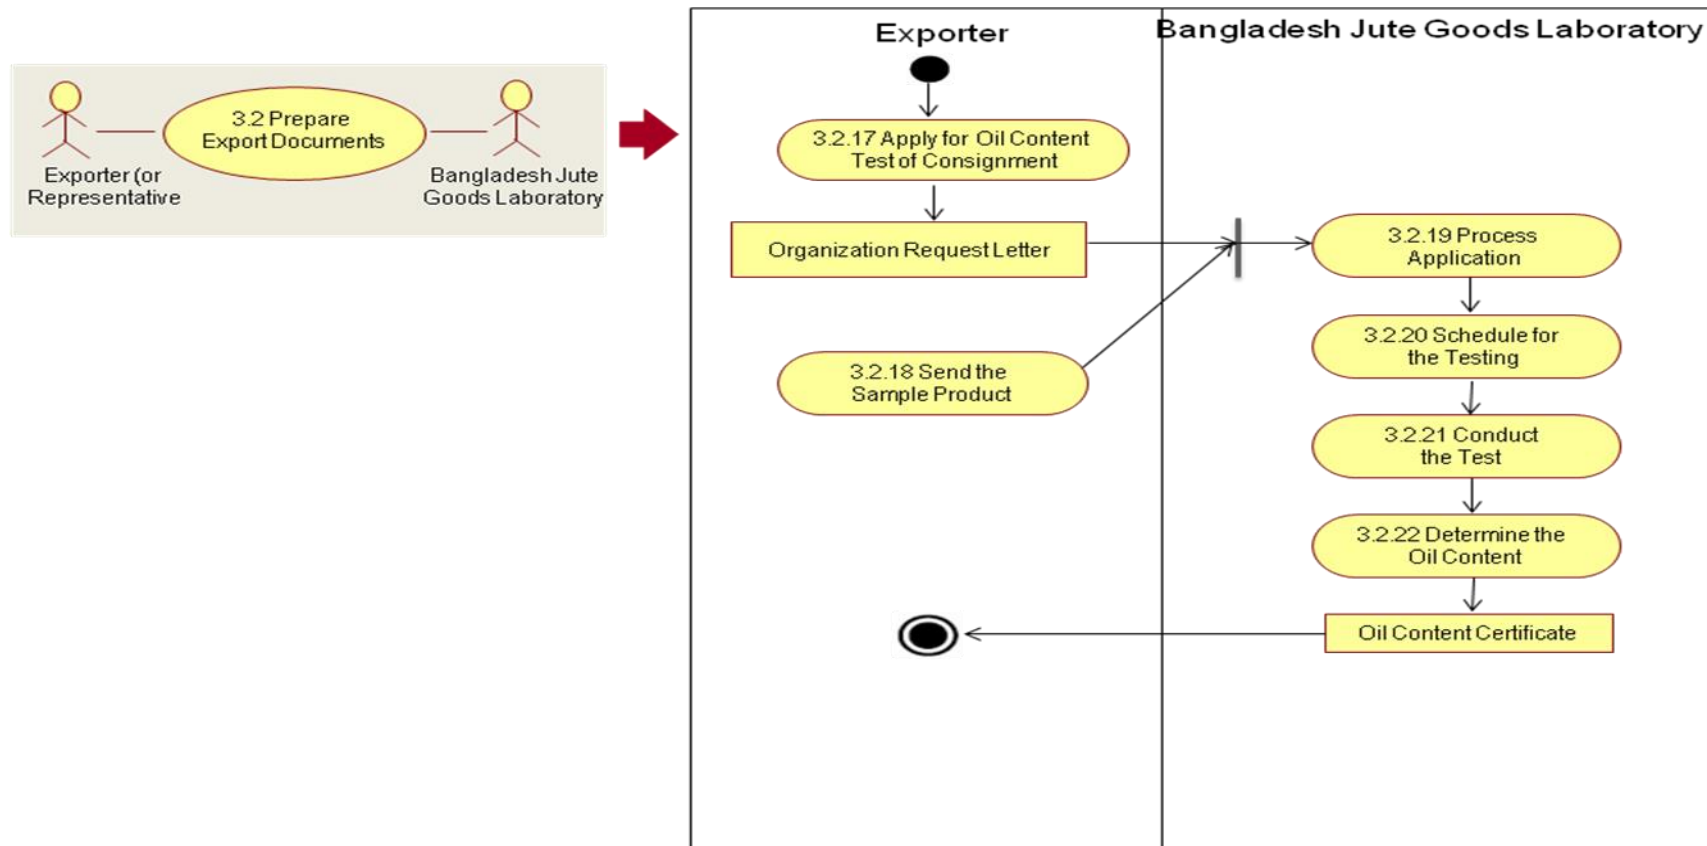 3.2 Prepare
Export Documents
Exporter (or
Representative
Bangladesh Jute
Goods Laboratory
Exporter
Bangladesh Jute Goods Laboratory
3.2.17 Apply for Oil Content
Test of Consignment
Organization Request Letter
3.2.18 Send the
Sample Product
3.2.19 Process
Application
3.2.20 Schedule for
the Testing
3.2.21 Conduct
the Test
3.2.22 Determine the
Oil Content
Oil Content Certificate